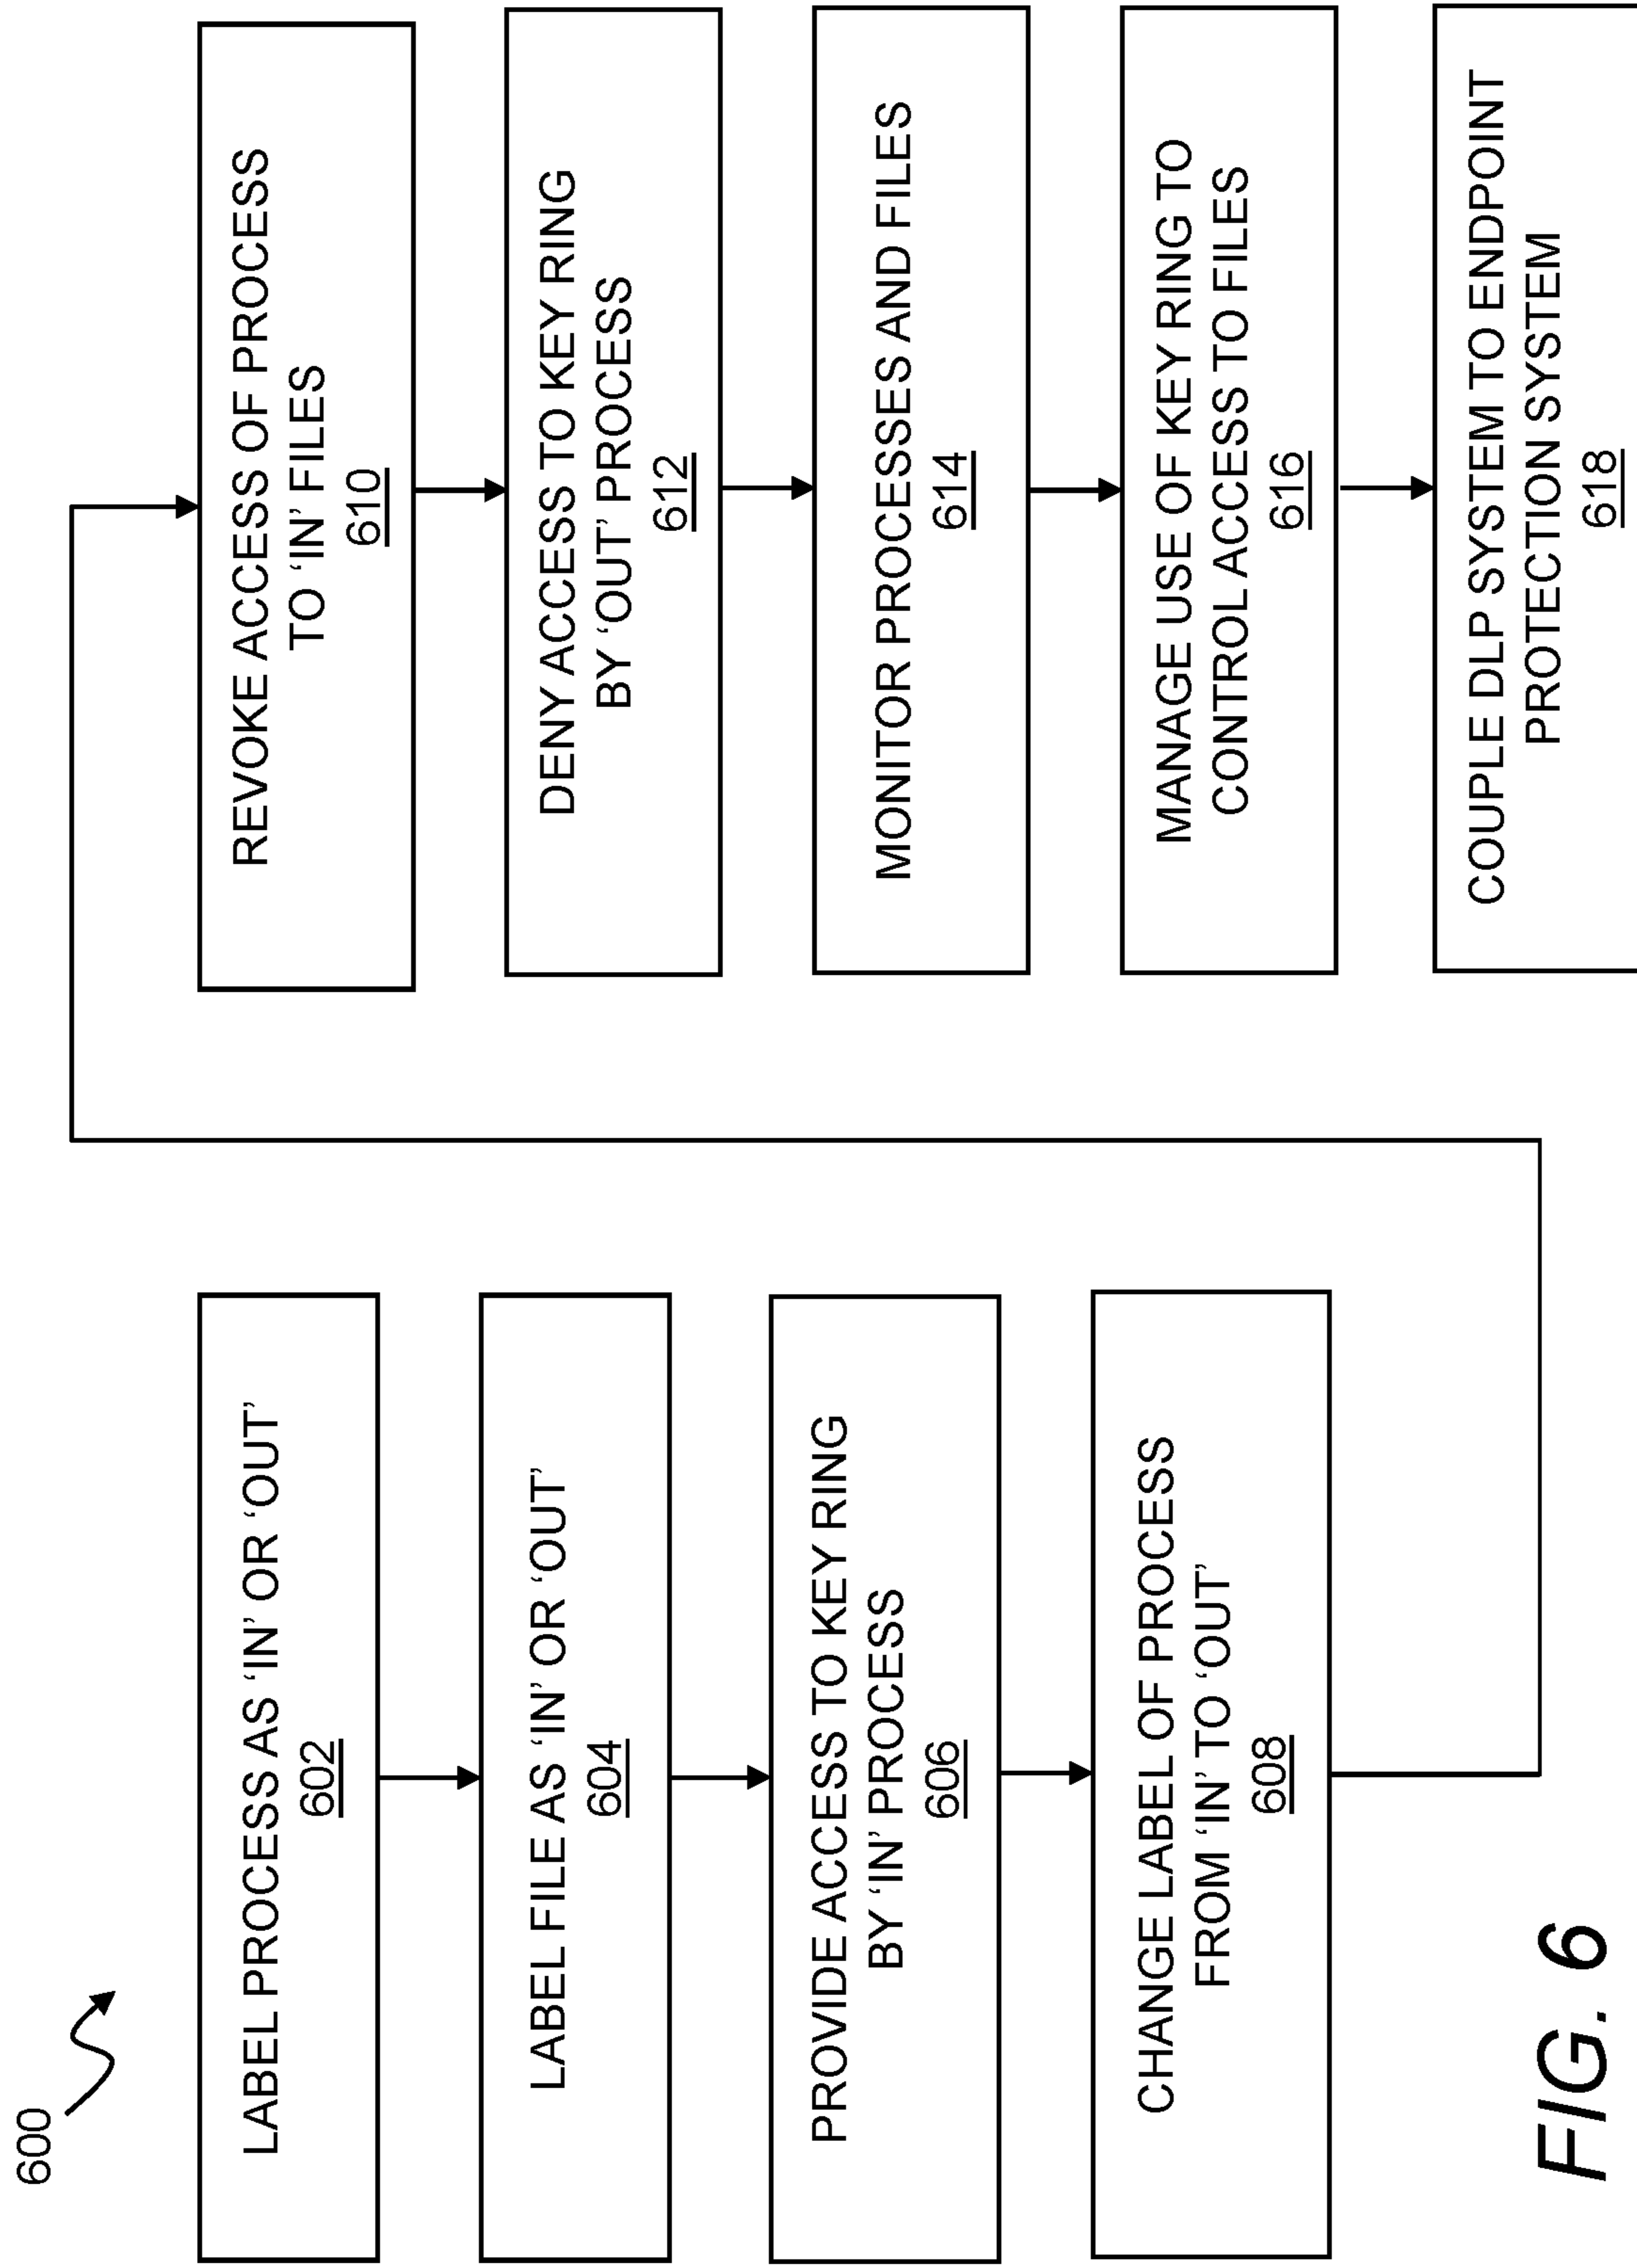 600
LABEL PROCESS AS ‘IN’ OR ‘OUT’
602
LABEL FILE AS ‘IN’ OR ‘OUT’
604
PROVIDE ACCESS TO KEY RING
BY ‘IN’ PROCESS
606
CHANGE LABEL OF PROCESS
FROM ‘IN’ TO ‘OUT’
608
REVOKE ACCESS OF PROCESS
TO ‘IN’ FILES
610
DENY ACCESS TO KEY RING
BY ‘OUT’ PROCESS
612
MONITOR PROCESSES AND FILES
614
MANAGE USE OF KEY RING TO
CONTROL ACCESS TO FILES
616
COUPLE DLP SYSTEM TO ENDPOINT
PROTECTION SYSTEM
618
FIG. 6